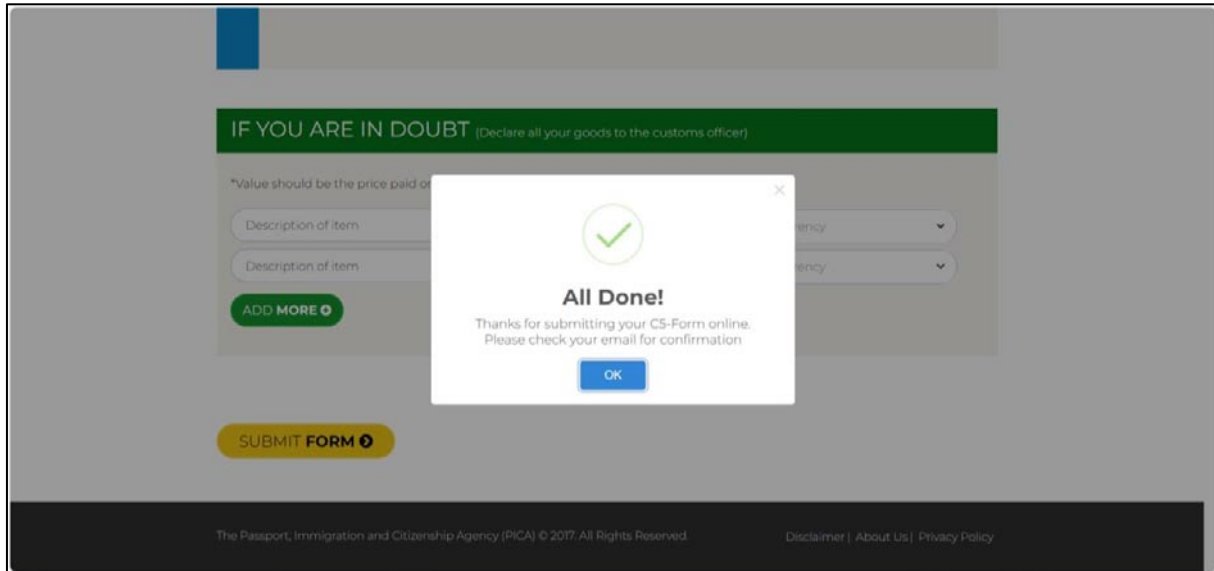 IF YOU ARE IN DOUBT (Declare all your goods to the customs officer)
*Value should be the price paid or
Description of item
ency
Description of item
ency
ADD MORE
All Done!
Thanks for submitting your C5-Form online.
Please check your email for confirmation
OK
SUBMIT FORM
The Passport, Immigration and Citizenship Agency (PICA) © 2017. All Rights Reserved.
Disclaimer | About Us | Privacy Policy